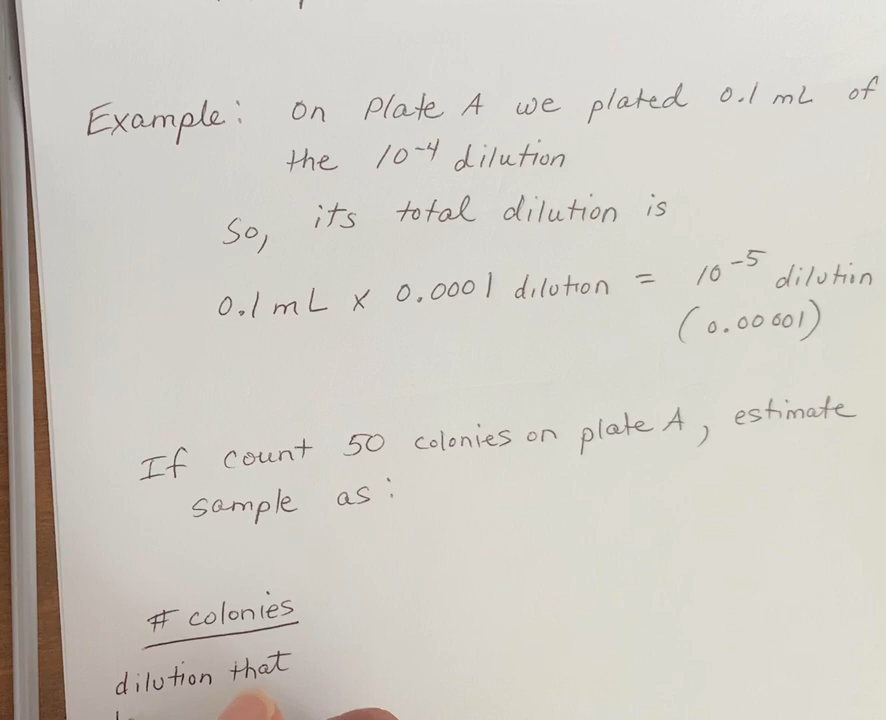 Example: on Plate A we plated 0.1 mL of
the 10⁻⁴ dilution
So, its total dilution is
0.1 mL x 0.0001 dilution = 10⁻⁵ dilution
(0.00001)
If count 50 colonies on plate A, estimate
sample as:
# colonies
dilution that